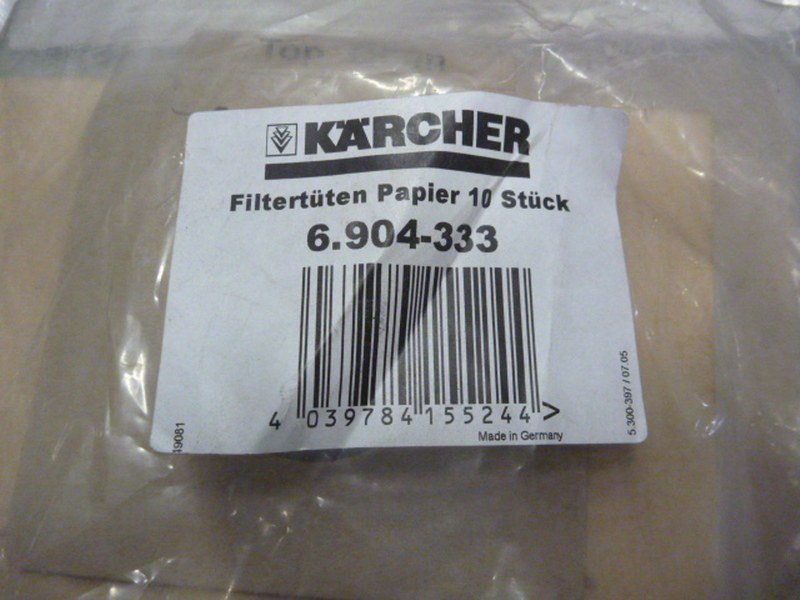 KÄRCHER
Filtertüten Papier 10 Stück
6.904-333
4 039784 155244 >
Made in Germany
5.300-397 / 07.05